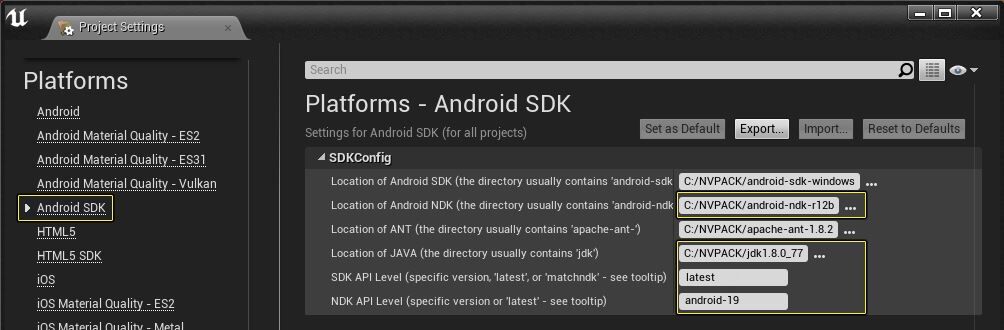 Project Settings
Platforms
Android
Android Material Quality - ES2
Android Material Quality - ES31
Android Material Quality - Vulkan
Android SDK
HTML5
HTML5 SDK
iOS
iOS Material Quality - ES2
iOS Material Quality - Metal
Search
Platforms - Android SDK
Settings for Android SDK (for all projects)
Set as Default
Export...
Import...
Reset to Defaults
SDKConfig
Location of Android SDK (the directory usually contains 'android-sdk
C:/NVPACK/android-sdk-windows ...
Location of Android NDK (the directory usually contains 'android-ndk
C:/NVPACK/android-ndk-r12b ...
Location of ANT (the directory usually contains 'apache-ant-')
C:/NVPACK/apache-ant-1.8.2 ...
Location of JAVA (the directory usually contains 'jdk')
C:/NVPACK/jdk1.8.0_77 ...
SDK API Level (specific version, 'latest', or 'matchndk' - see tooltip)
latest
NDK API Level (specific version or 'latest' - see tooltip)
android-19